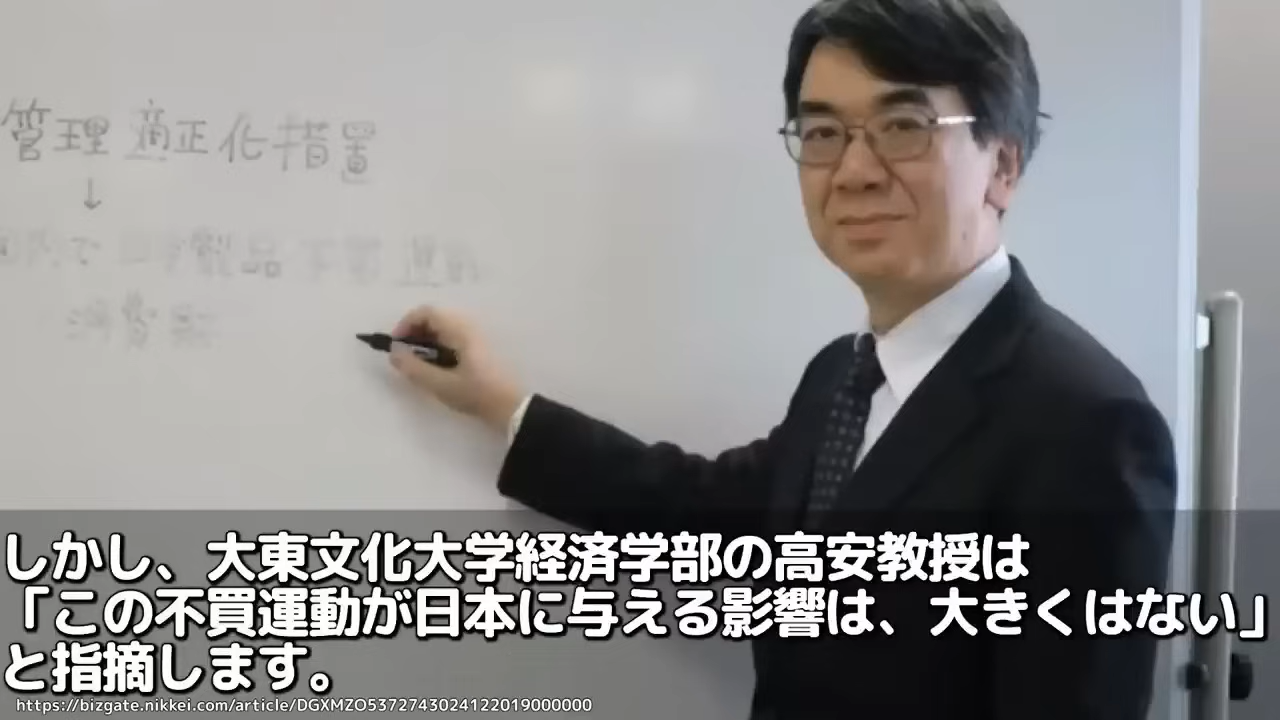 管理 適正化措置
↓
製品
しかし、大東文化大学経済学部の高安教授は
「この不買運動が日本に与える影響は、大きくはない」
と指摘します。
https://bizgate.nikkei.com/article/DGXMZO53727430241220190000000